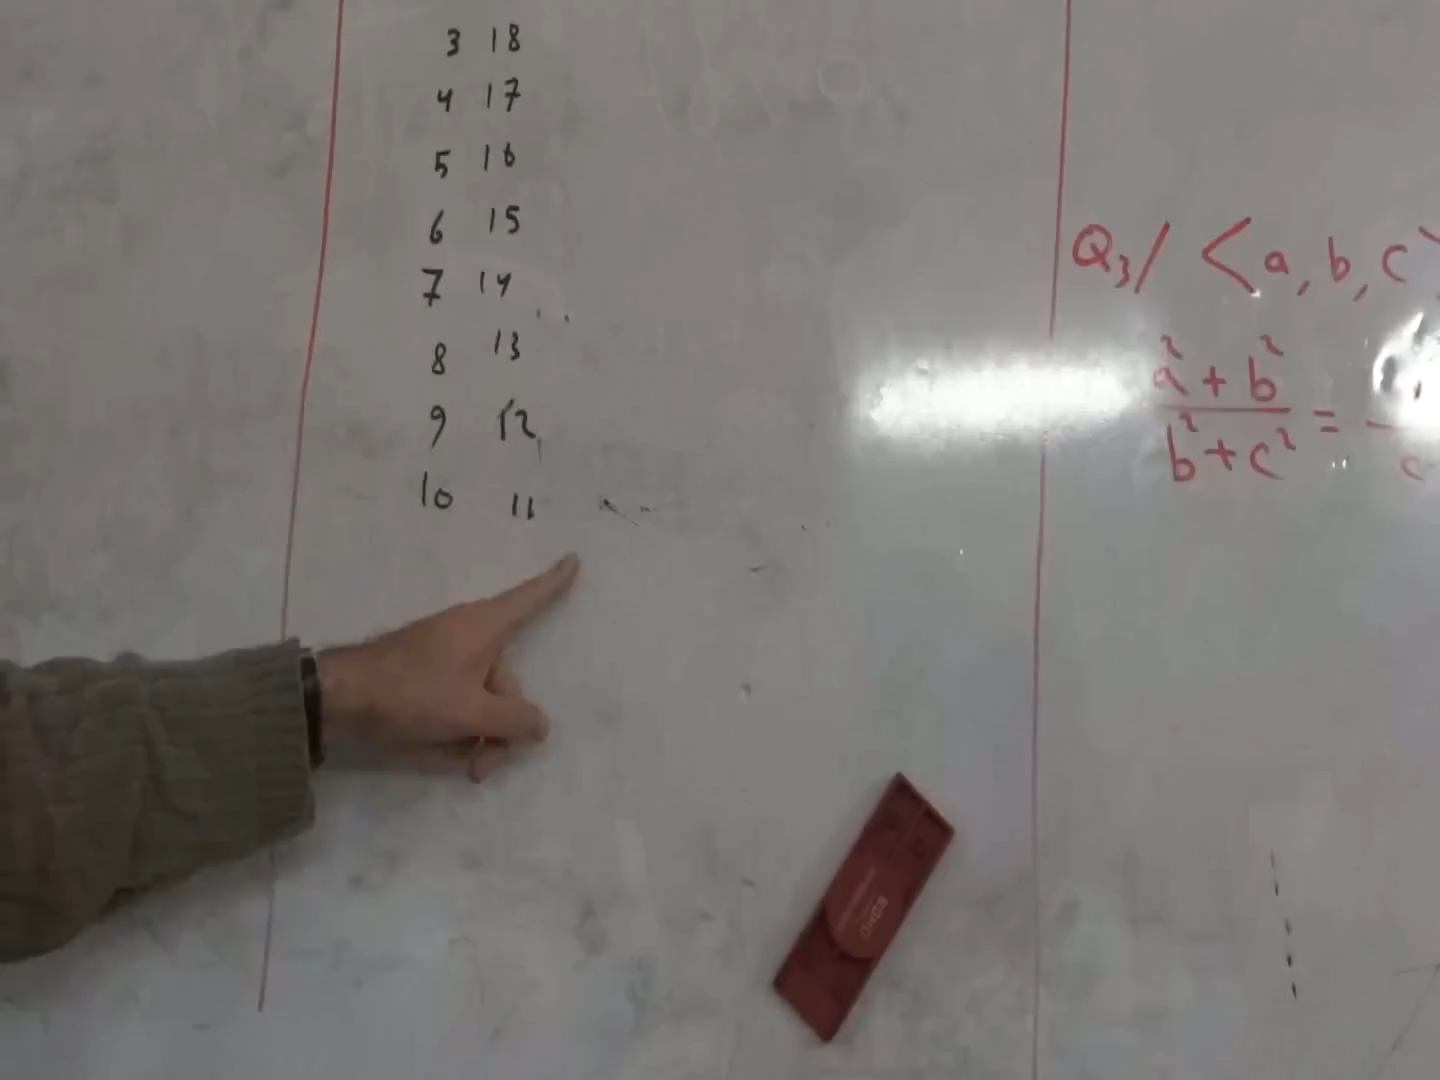 3 18
4 17
5 16
6 15
7 14
8 13
9 12
10 11
Q3/ <a, b, c
a² + b²
b² + c²
=
c
SOHO